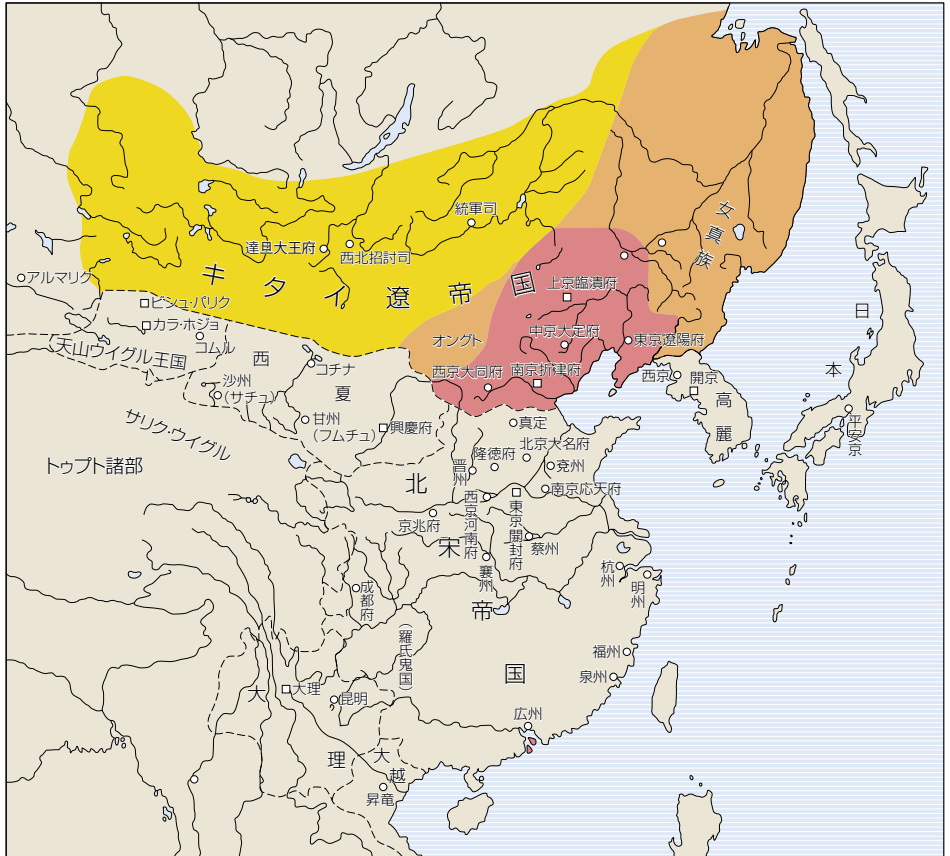 キタイ遼帝国
女真族
日本
統軍司
達旦大王府
西北招討司
アルマリク
ビシュ・バリク
カラ・ホジョ
コムル
天山ウイグル王国
西夏
コチナ
沙州
(サチュ)
甘州
(フムチュ)
興慶府
サリク・ウイグル
トゥプト諸部
上京臨潢府
オングト
中京大定府
東京遼陽府
西京大同府
南京折津府
西京
開京
高麗
平安京
真定
北京大名府
隆徳府
晋州
兗州
南京応天府
北宋帝国
京兆府
西京河南府
東京開封府
蔡州
襄州
杭州
明州
成都府
(羅氏鬼国)
福州
泉州
大理
大理
昆明
広州
大越
昇竜